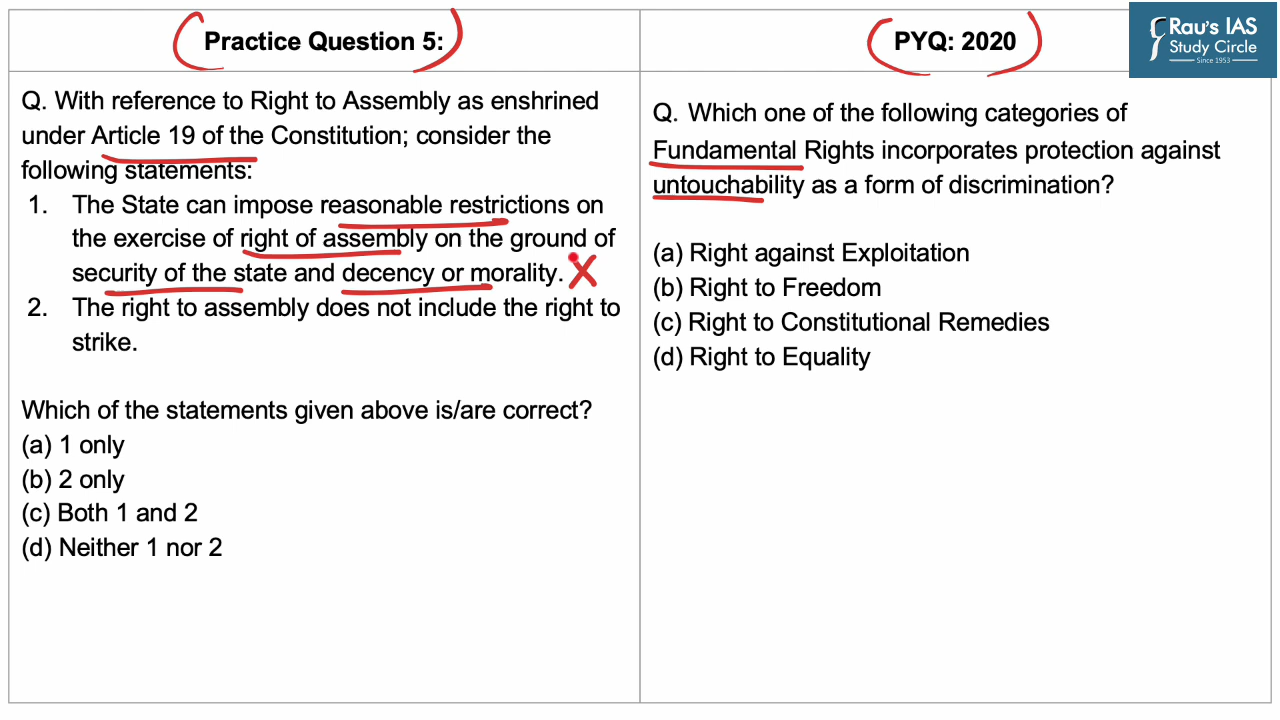 Practice Question 5:
Q. With reference to Right to Assembly as enshrined
under Article 19 of the Constitution; consider the
following statements:
1. The State can impose reasonable restrictions on
the exercise of right of assembly on the ground of
security of the state and decency or morality.
2. The right to assembly does not include the right to
strike.
Which of the statements given above is/are correct?
(a) 1 only
(b) 2 only
(c) Both 1 and 2
(d) Neither 1 nor 2
PYQ: 2020
Rau's IAS
Study Circle
Since 1953
Q. Which one of the following categories of
Fundamental Rights incorporates protection against
untouchability as a form of discrimination?
(a) Right against Exploitation
(b) Right to Freedom
(c) Right to Constitutional Remedies
(d) Right to Equality